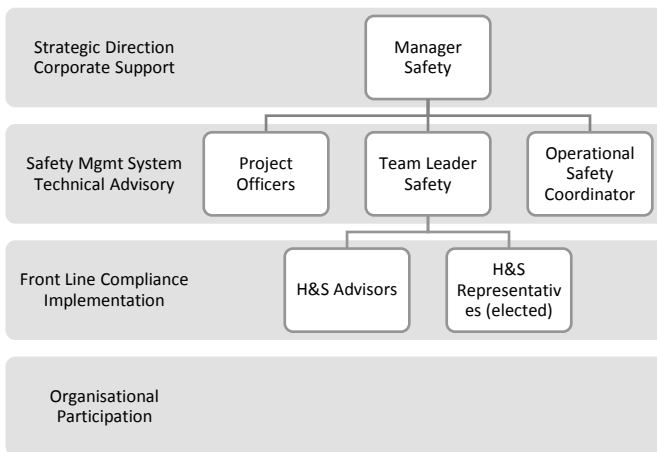 Strategic Direction
Corporate Support
Manager
Safety
Safety Mgmt System
Technical Advisory
Project
Officers
Team Leader
Safety
Operational
Safety
Coordinator
Front Line Compliance
Implementation
H&S Advisors
H&S
Representativ
es (elected)
Organisational
Participation